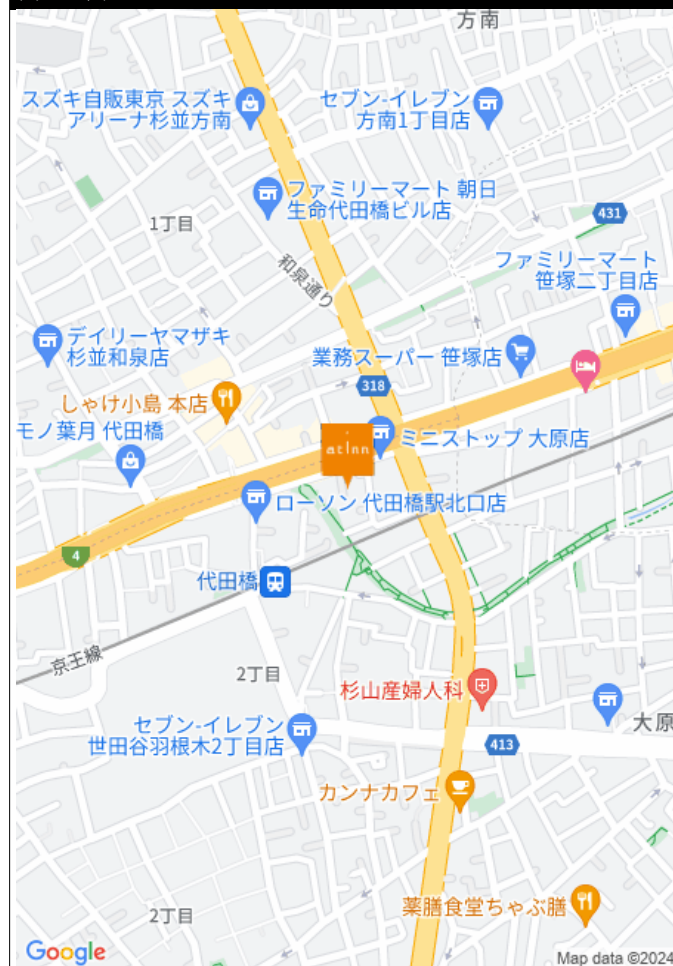 方南
スズキ自販東京 スズキ
アリーナ杉並方南
セブン-イレブン
方南1丁目店
ファミリーマート 朝日
生命代田橋ビル店
1丁目
431
和泉通り
ファミリーマート
笹塚二丁目店
デイリーヤマザキ
杉並和泉店
業務スーパー 笹塚店
318
しゃけ小島 本店
モノ葉月 代田橋
atinn
ミニストップ 大原店
ローソン 代田橋駅北口店
4
代田橋
京王線
2丁目
杉山産婦人科
セブン-イレブン
世田谷羽根木2丁目店
大原
413
カンナカフェ
薬膳食堂ちゃぶ膳
2丁目
Google
Map data ©2024